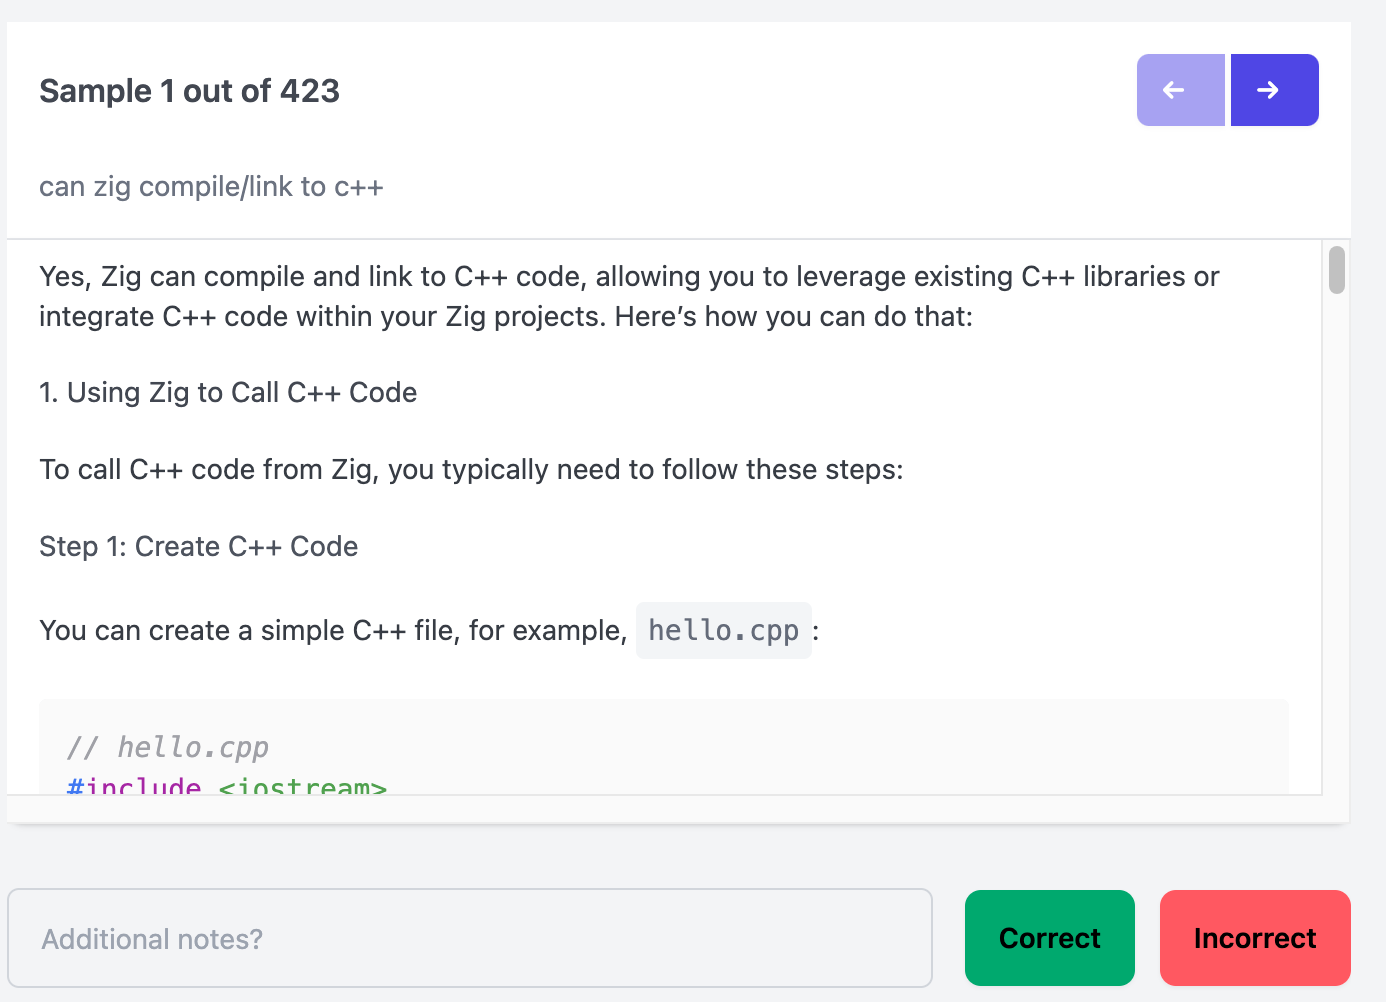 Sample 1 out of 423
can zig compile/link to c++
Yes, Zig can compile and link to C++ code, allowing you to leverage existing C++ libraries or
integrate C++ code within your Zig projects. Here’s how you can do that:
1. Using Zig to Call C++ Code
To call C++ code from Zig, you typically need to follow these steps:
Step 1: Create C++ Code
You can create a simple C++ file, for example, hello.cpp :
// hello.cpp
#include <iostream>
Additional notes?
Correct
Incorrect